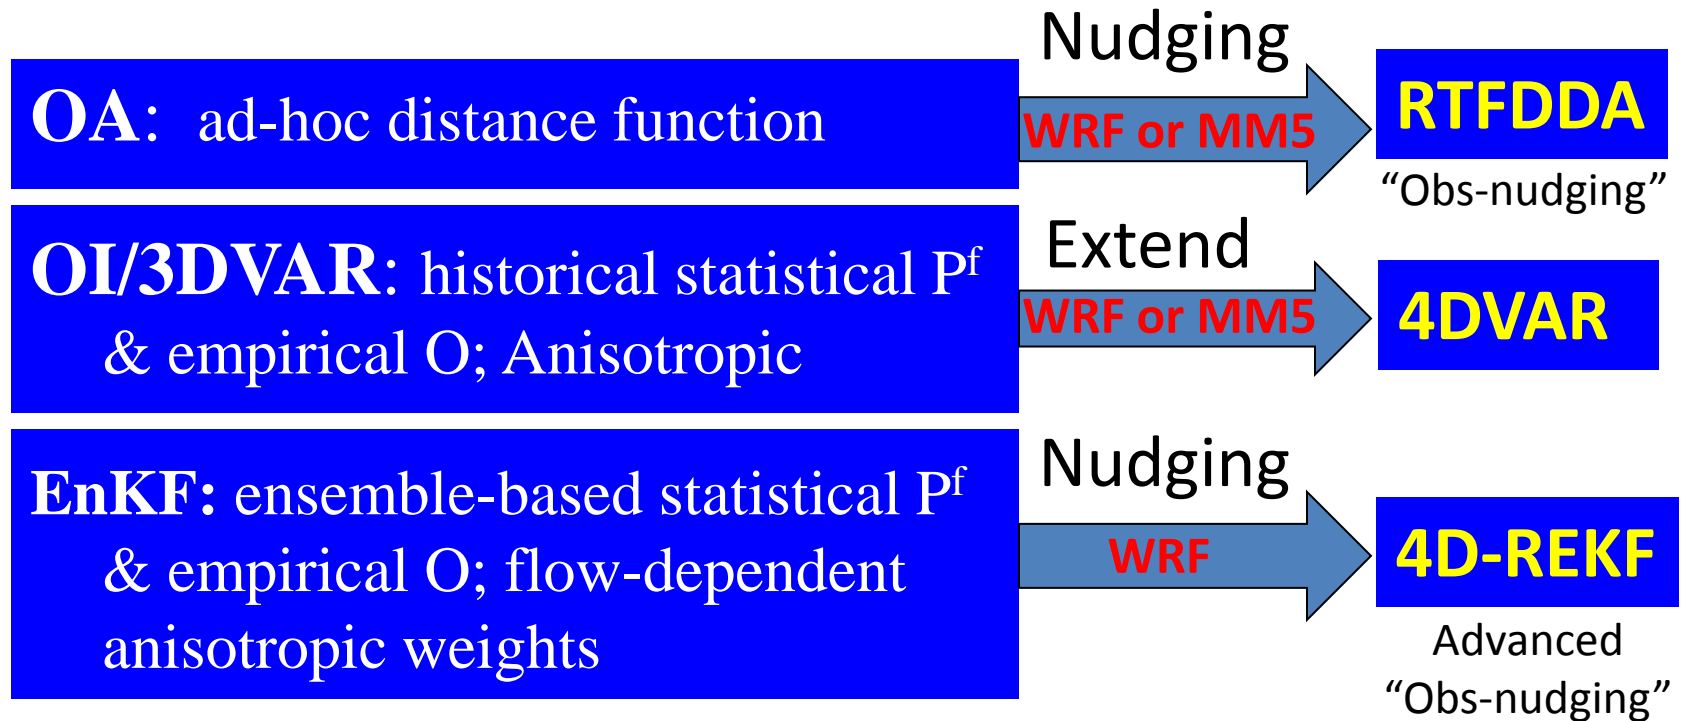 Nudging
OA: ad-hoc distance function
WRF or MM5
RTFDDA
“Obs-nudging”
Extend
OI/3DVAR: historical statistical Pᶠ
& empirical O; Anisotropic
WRF or MM5
4DVAR
Nudging
EnKF: ensemble-based statistical Pᶠ
& empirical O; flow-dependent
anisotropic weights
WRF
4D-REKF
Advanced
“Obs-nudging”